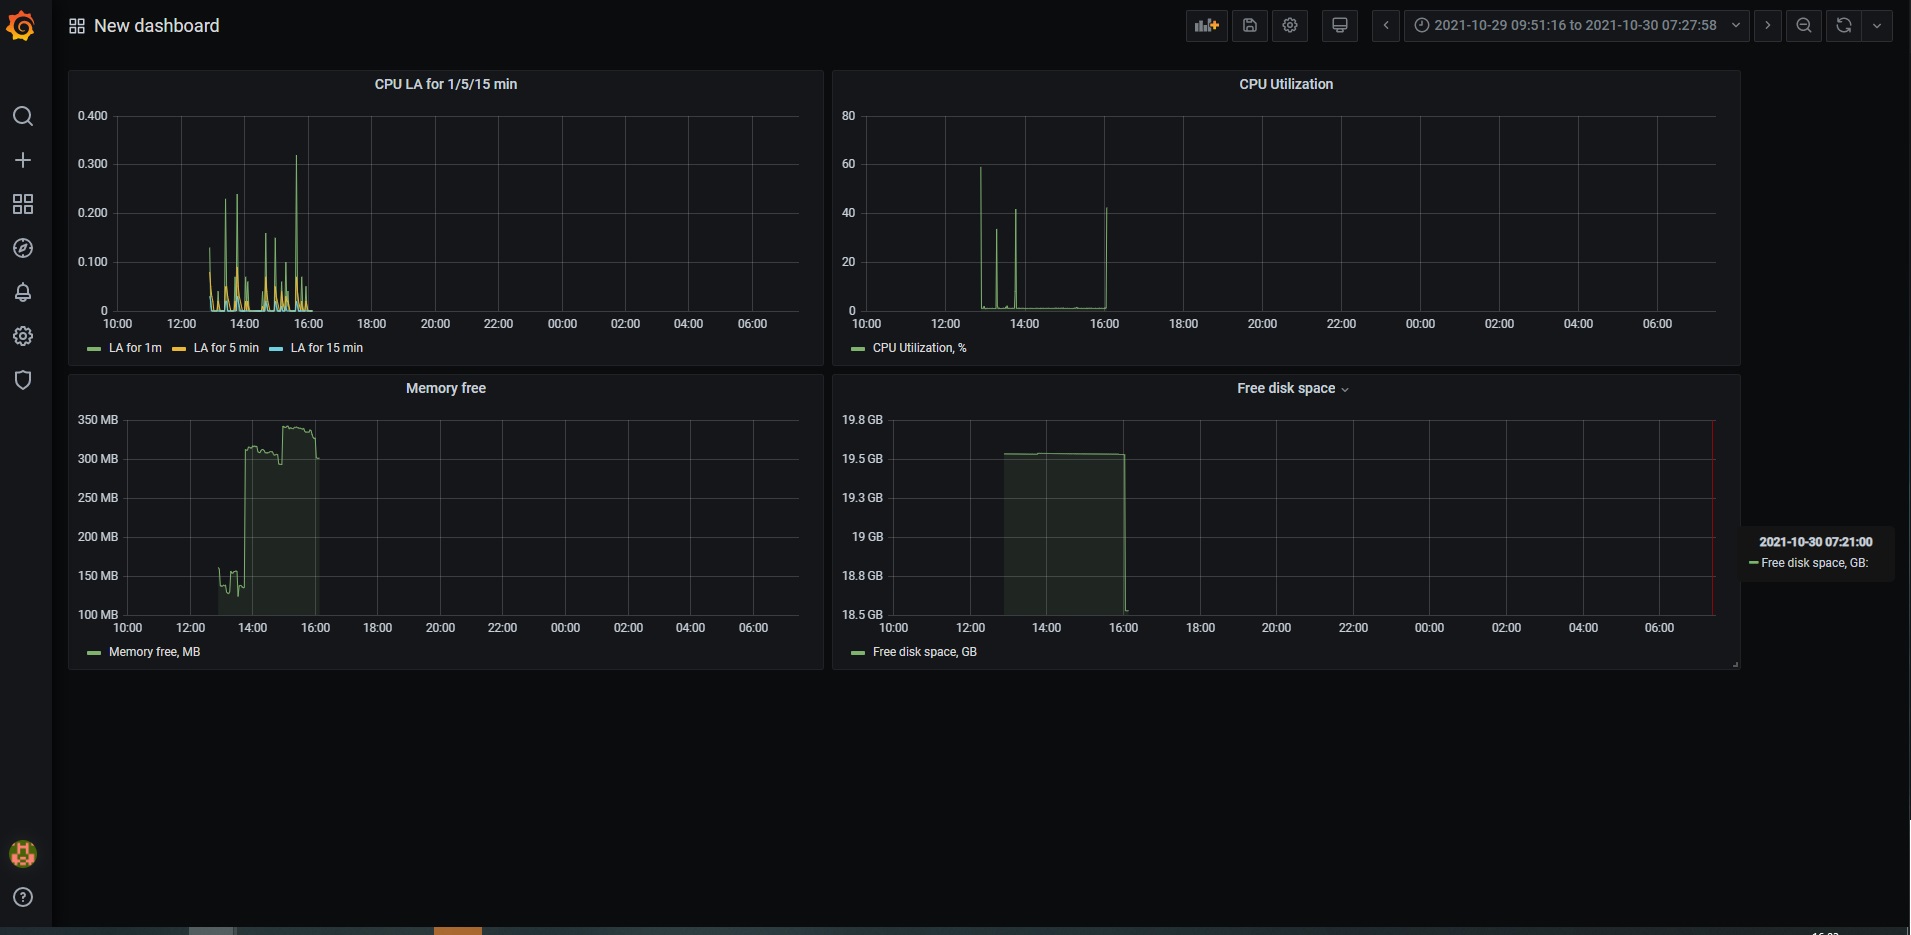 New dashboard
2021-10-29 09:51:16 to 2021-10-30 07:27:58
CPU LA for 1/5/15 min
0.400
0.300
0.200
0.100
0
10:00 12:00 14:00 16:00 18:00 20:00 22:00 00:00 02:00 04:00 06:00
LA for 1m LA for 5 min LA for 15 min
CPU Utilization
80
60
40
20
0
10:00 12:00 14:00 16:00 18:00 20:00 22:00 00:00 02:00 04:00 06:00
CPU Utilization, %
Memory free
350 MB
300 MB
250 MB
200 MB
150 MB
100 MB
10:00 12:00 14:00 16:00 18:00 20:00 22:00 00:00 02:00 04:00 06:00
Memory free, MB
Free disk space
19.8 GB
19.5 GB
19.3 GB
19 GB
18.8 GB
18.5 GB
10:00 12:00 14:00 16:00 18:00 20:00 22:00 00:00 02:00 04:00 06:00
Free disk space, GB
2021-10-30 07:21:00
Free disk space, GB: